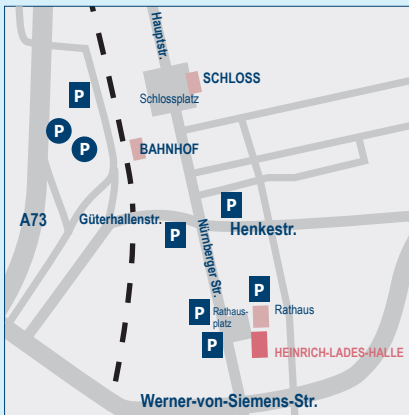 Hauptstr.
SCHLOSS
Schlossplatz
P
P
P
BAHNHOF
P
A73
Güterhallenstr.
P
Henkestr.
Nürnberger Str.
P
P
Rathaus-
platz
Rathaus
P
HEINRICH-LADES-HALLE
Werner-von-Siemens-Str.